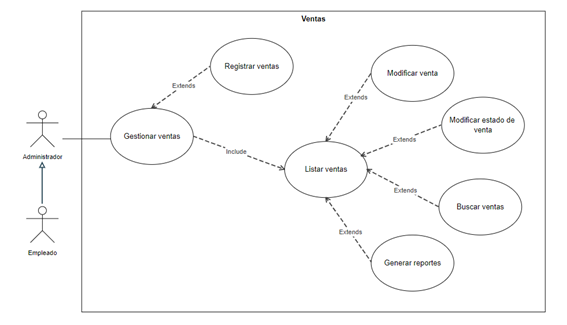 Ventas
Registrar ventas
Modificar venta
Extends
Extends
Modificar estado de
venta
Gestionar ventas
Extends
Administrador
Include
Listar ventas
Extends
Buscar ventas
Extends
Empleado
Generar reportes